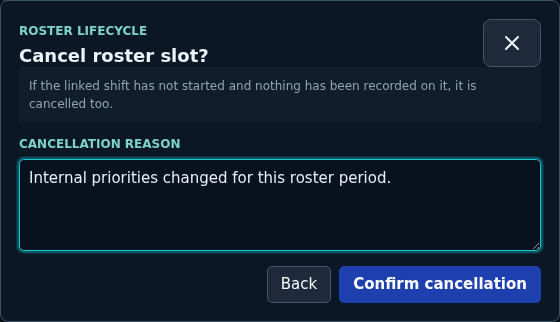 ROSTER LIFECYCLE
Cancel roster slot?
If the linked shift has not started and nothing has been recorded on it, it is
cancelled too.
CANCELLATION REASON
Internal priorities changed for this roster period.
Back
Confirm cancellation